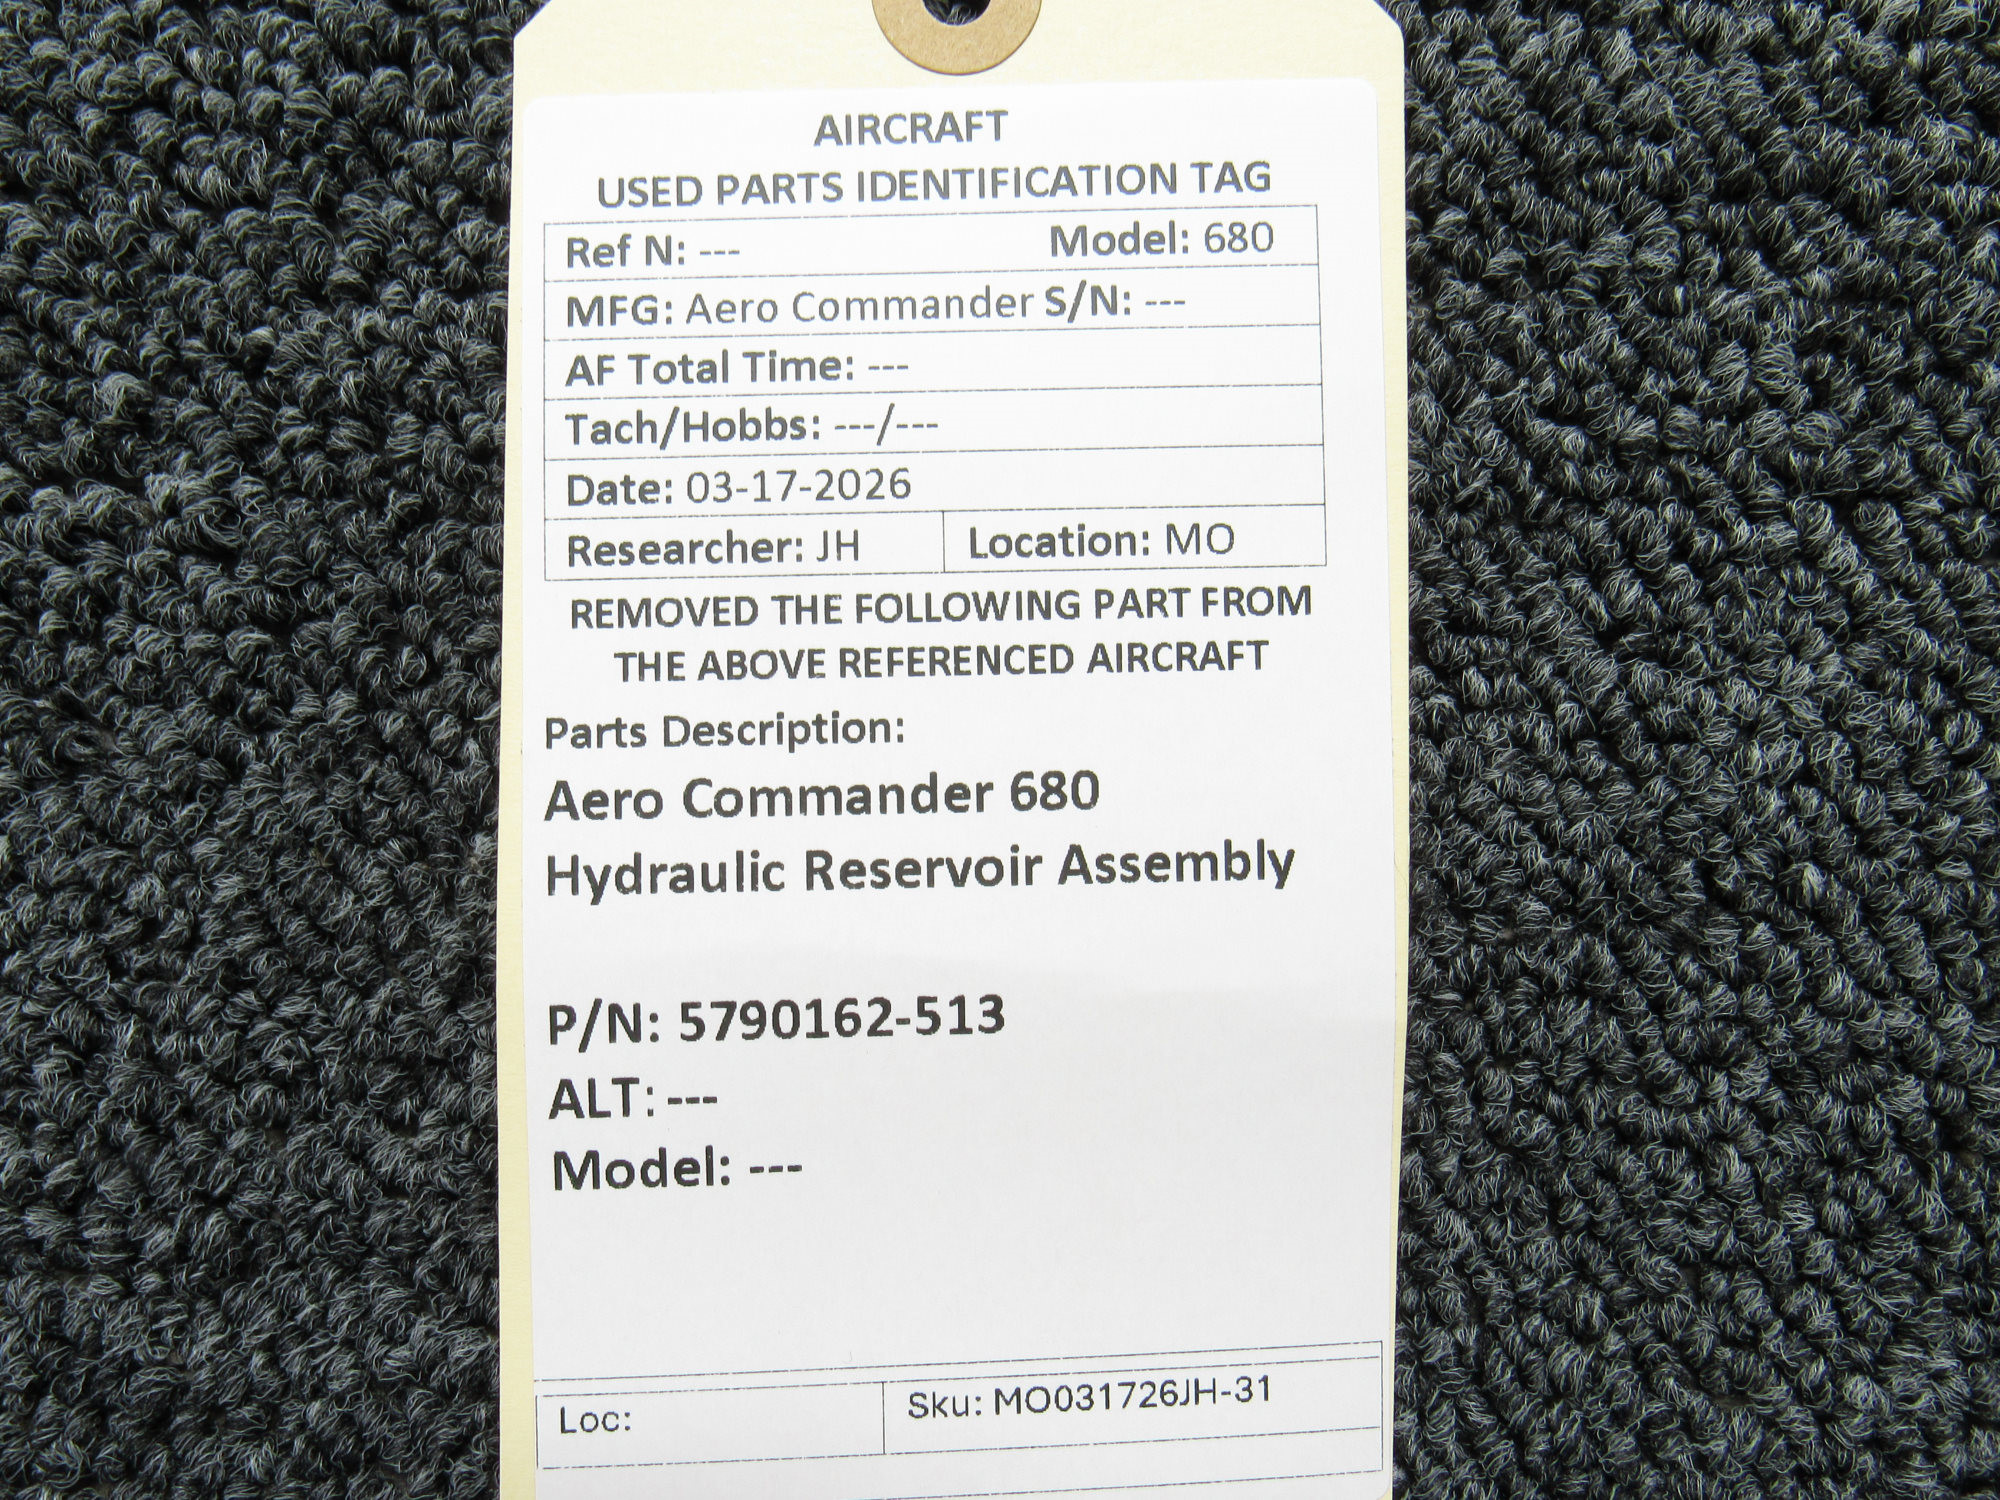 AIRCRAFT
USED PARTS IDENTIFICATION TAG
Ref N: --- Model: 680
MFG: Aero Commander S/N: ---
AF Total Time: ---
Tach/Hobbs: ---/---
Date: 03-17-2026
Researcher: JH Location: MO
REMOVED THE FOLLOWING PART FROM
THE ABOVE REFERENCED AIRCRAFT
Parts Description:
Aero Commander 680
Hydraulic Reservoir Assembly
P/N: 5790162-513
ALT: ---
Model: ---
Loc: Sku: MO031726JH-31